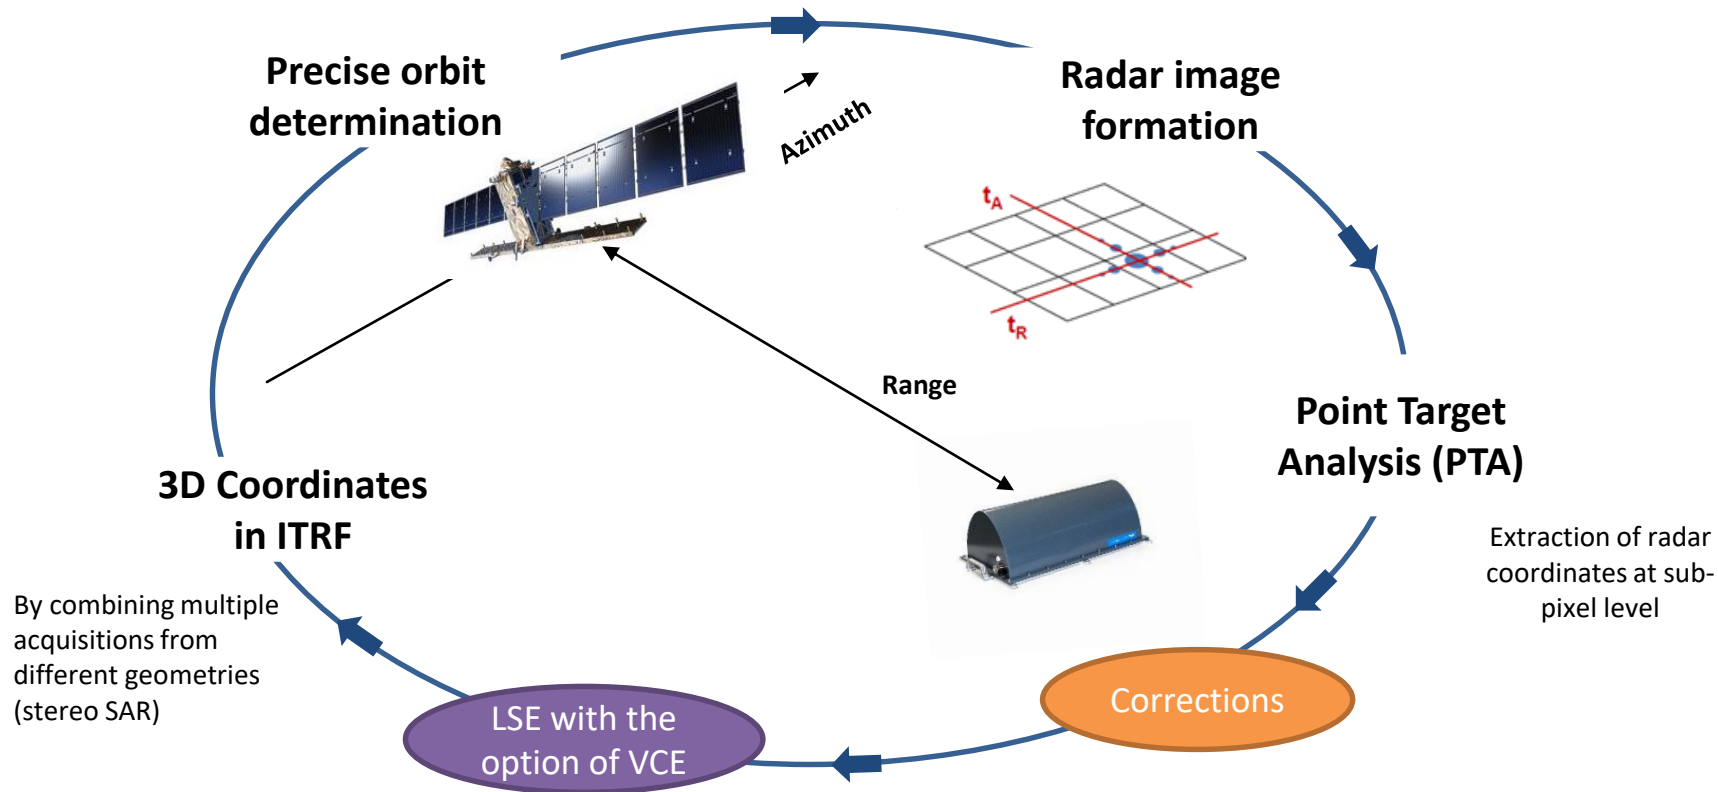 Precise orbit
determination
Azimuth
Radar image
formation
tA
tR
Range
Point Target
Analysis (PTA)
Extraction of radar
coordinates at sub-
pixel level
Corrections
LSE with the
option of VCE
3D Coordinates
in ITRF
By combining multiple
acquisitions from
different geometries
(stereo SAR)